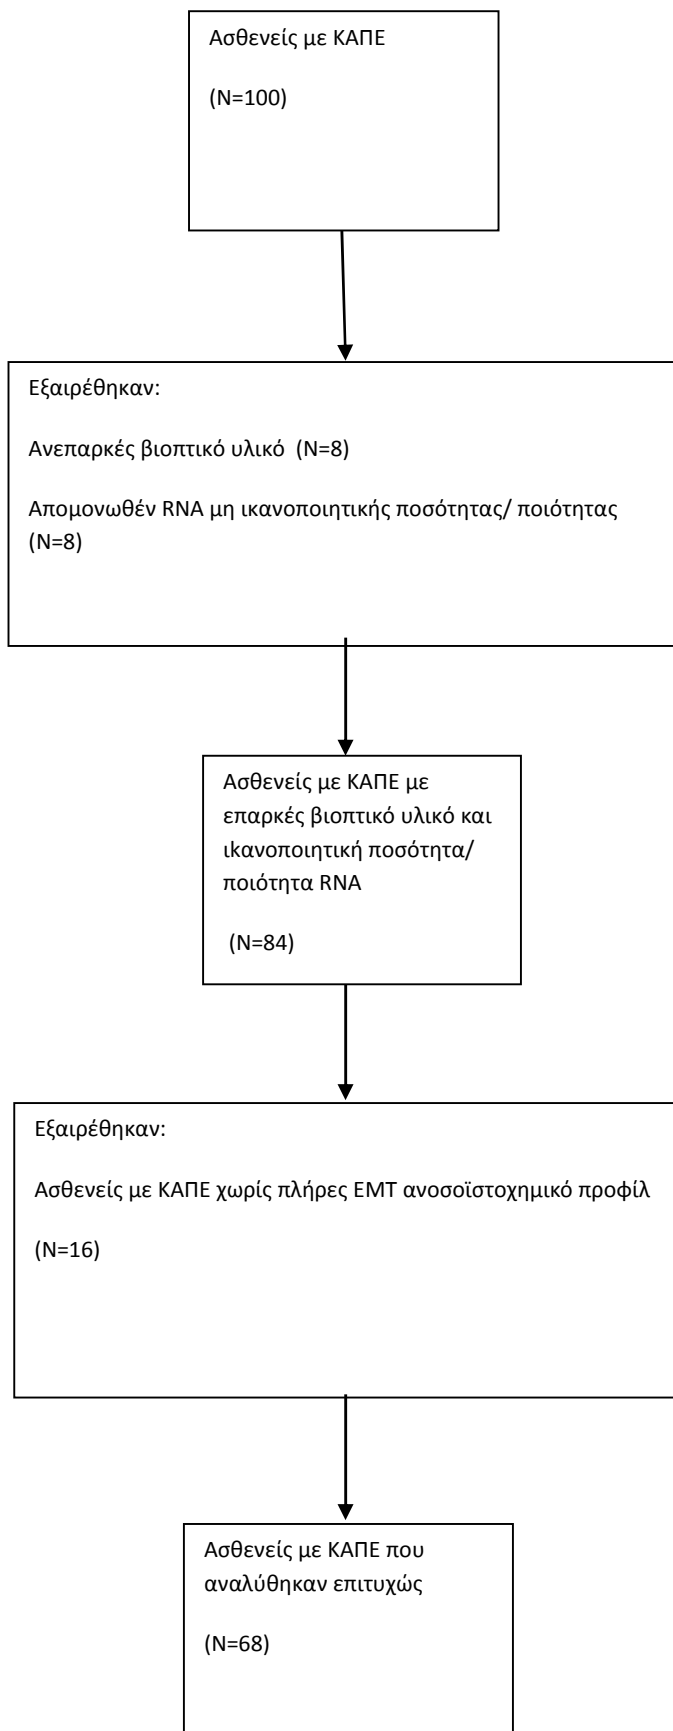 Ασθενείς με ΚΑΠΕ
(N=100)
Εξαιρέθηκαν:
Ανεπαρκές βιοπτικό υλικό (N=8)
Απομονωθέν RNA μη ικανοποιητικής ποσότητας/ ποιότητας
(N=8)
Ασθενείς με ΚΑΠΕ με
επαρκές βιοπτικό υλικό και
ικανοποιητική ποσότητα/
ποιότητα RNA
(N=84)
Εξαιρέθηκαν:
Ασθενείς με ΚΑΠΕ χωρίς πλήρες EMT ανοσοϊστοχημικό προφίλ
(N=16)
Ασθενείς με ΚΑΠΕ που
αναλύθηκαν επιτυχώς
(N=68)